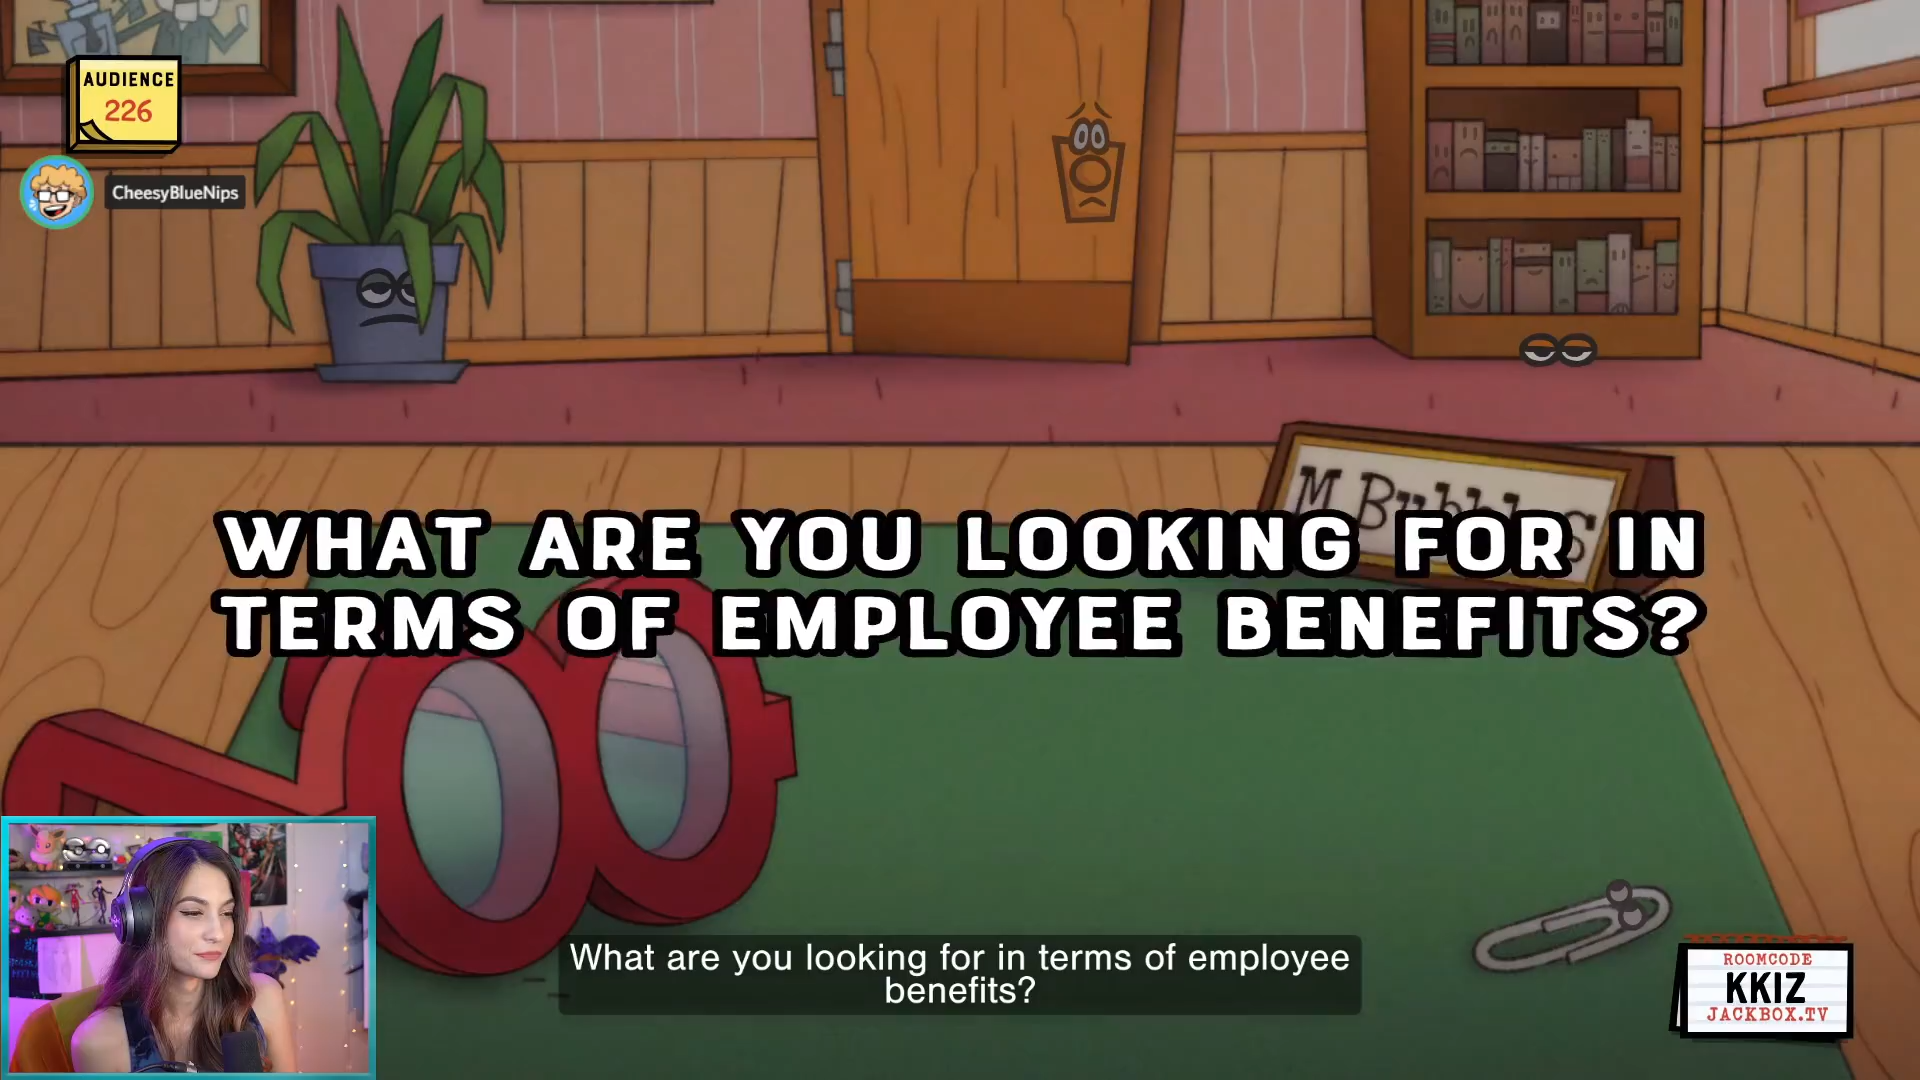 AUDIENCE
226
CheesyBlueNips
M Bubbles
WHAT ARE YOU LOOKING FOR IN
TERMS OF EMPLOYEE BENEFITS?
What are you looking for in terms of employee
benefits?
ROOMCODE
KKIZ
JACKBOX.TV